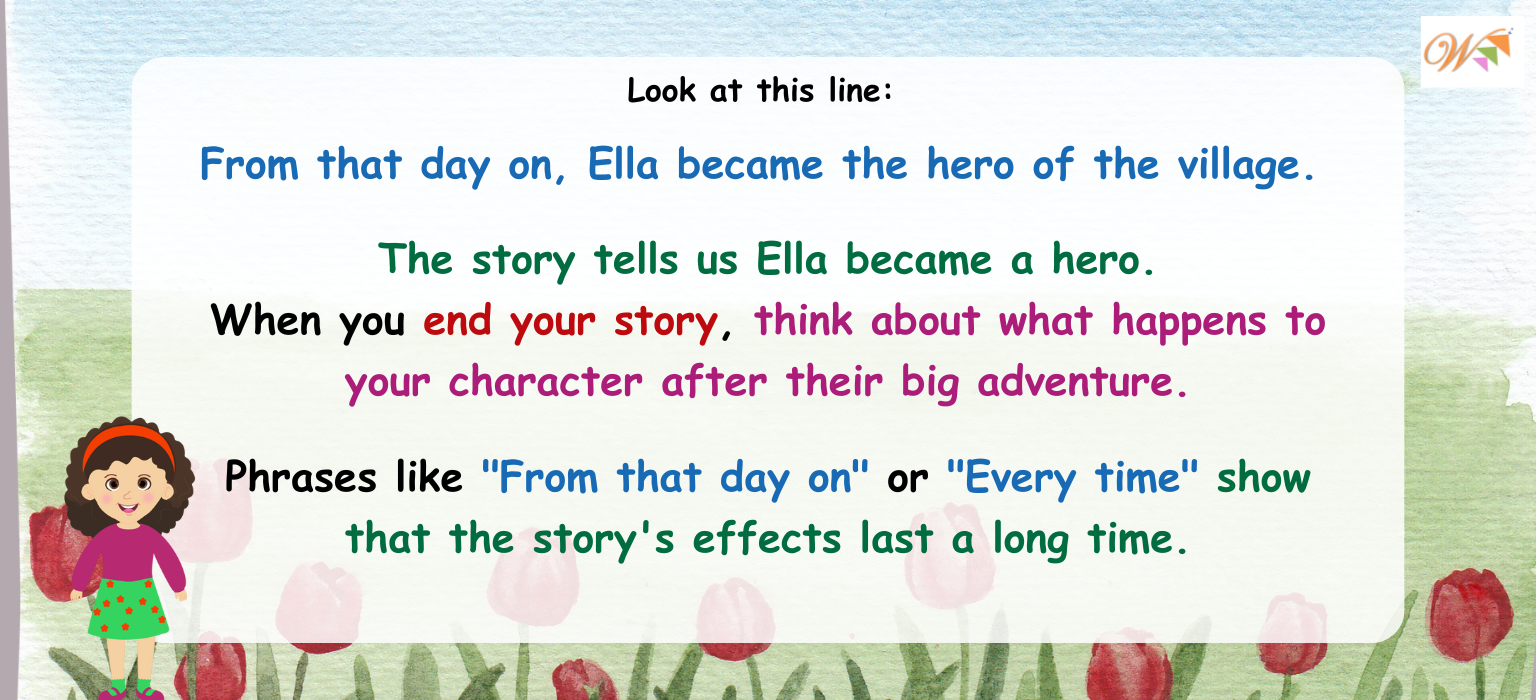 Look at this line:
From that day on, Ella became the hero of the village.
The story tells us Ella became a hero.
When you end your story, think about what happens to
your character after their big adventure.
Phrases like "From that day on" or "Every time" show
that the story's effects last a long time.